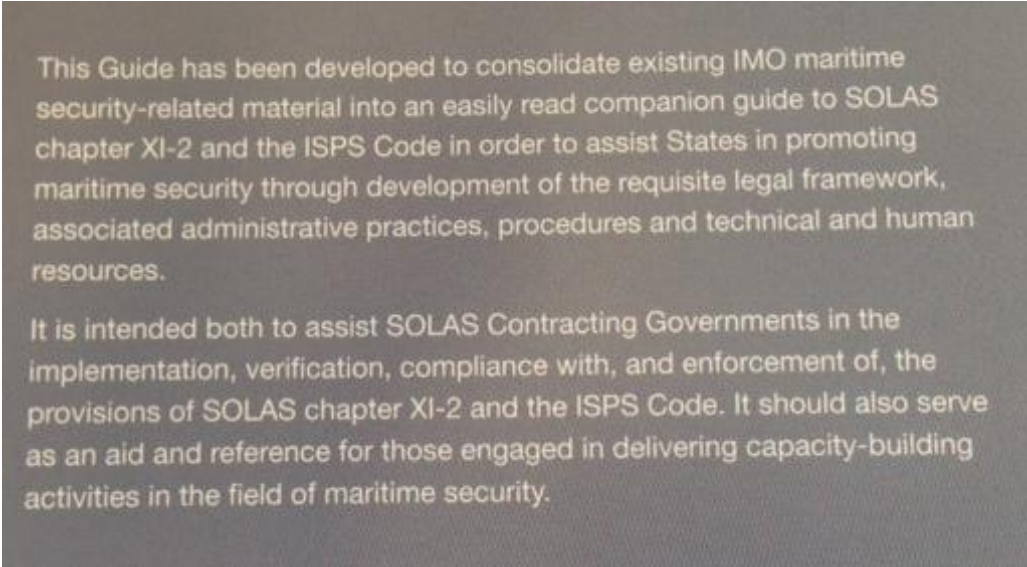 This Guide has been developed to consolidate existing IMO maritime
security-related material into an easily read companion guide to SOLAS
chapter XI-2 and the ISPS Code in order to assist States in promoting
maritime security through development of the requisite legal framework,
associated administrative practices, procedures and technical and human
resources.
It is intended both to assist SOLAS Contracting Governments in the
implementation, verification, compliance with, and enforcement of, the
provisions of SOLAS chapter XI-2 and the ISPS Code. It should also serve
as an aid and reference for those engaged in delivering capacity-building
activities in the field of maritime security.